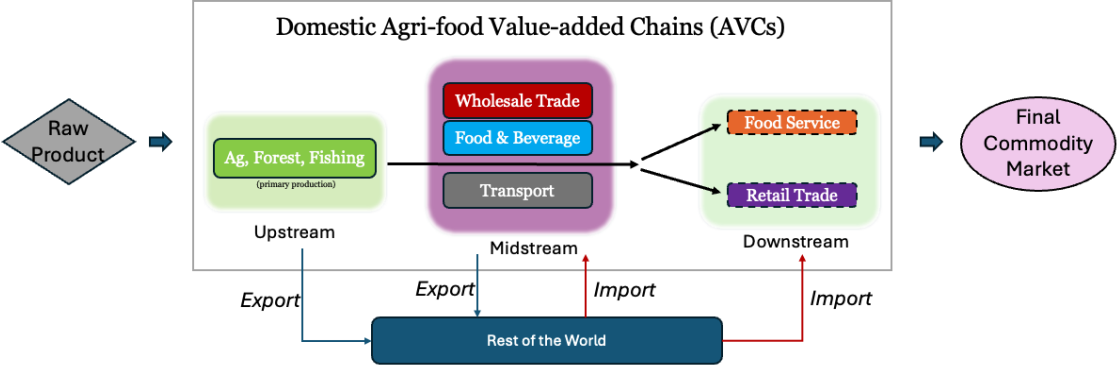 Domestic Agri-food Value-added Chains (AVCs)
Raw
Product
Ag, Forest, Fishing
(primary production)
Upstream
Wholesale Trade
Food & Beverage
Transport
Midstream
Food Service
Retail Trade
Downstream
Final
Commodity
Market
Export
Export
Import
Import
Rest of the World